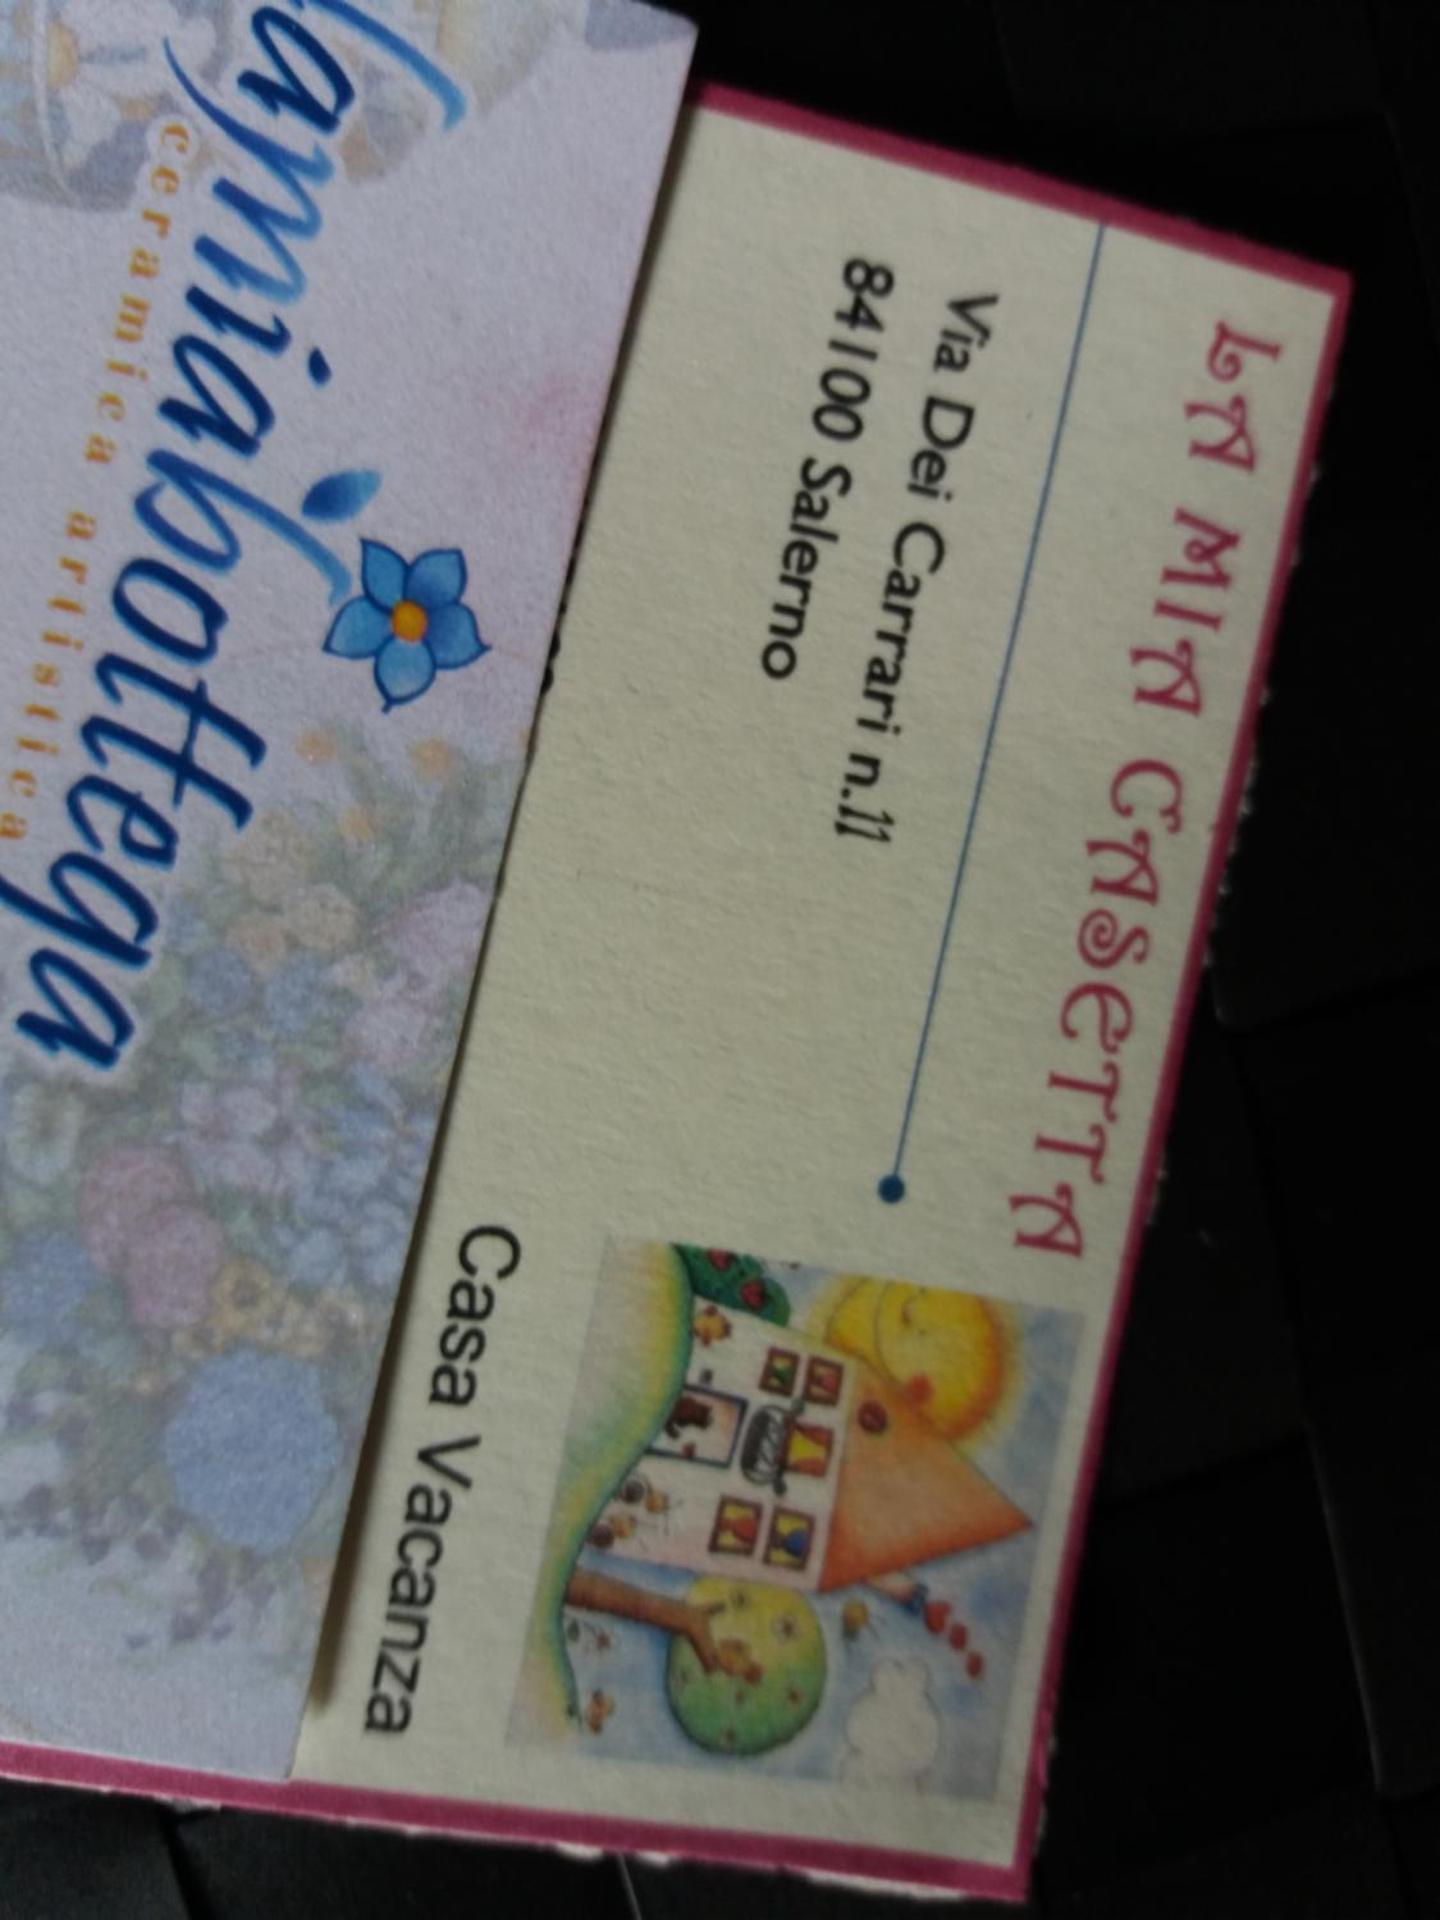 LA MIA CASETTA
Via Dei Carrari n.11
84100 Salerno
Casa Vacanza
lamiabottega
ceramica artistica